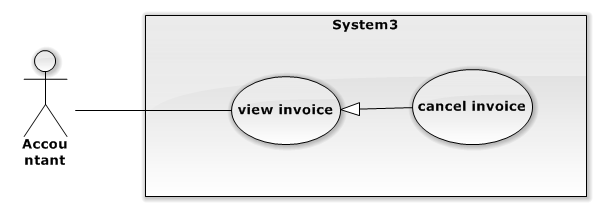 System3
view invoice
cancel invoice
Accou
ntant